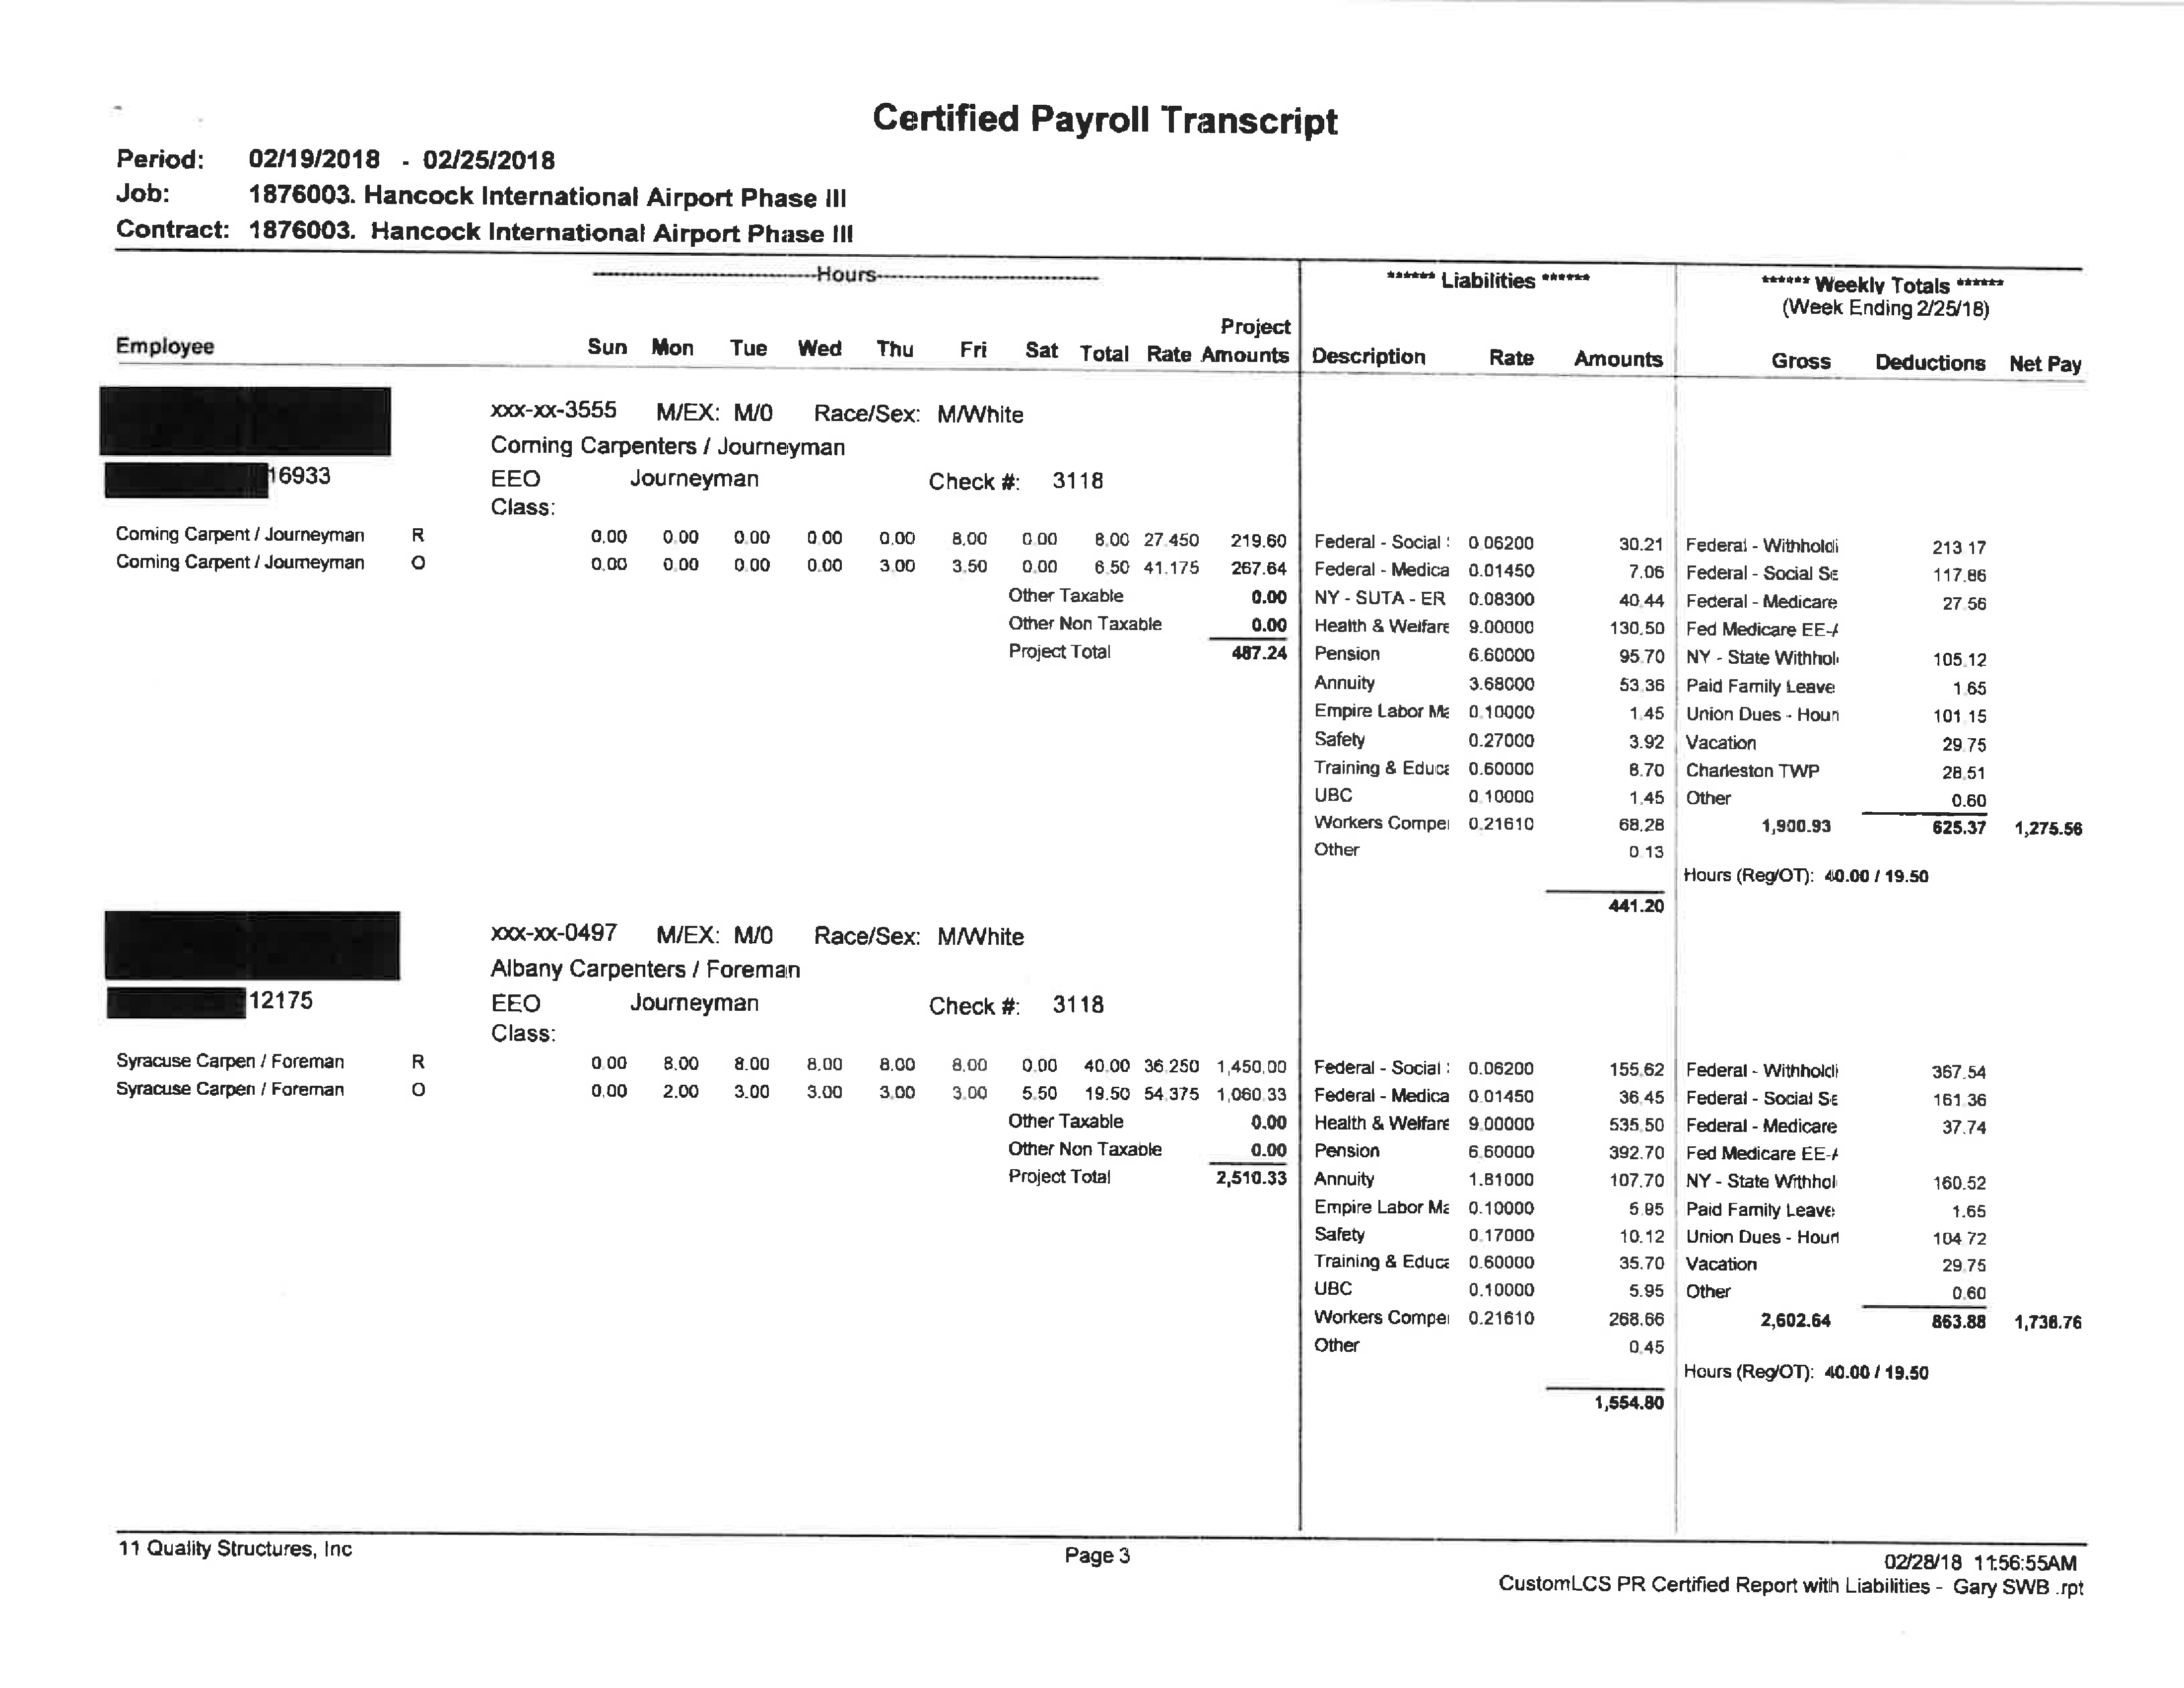 Certified Payroll Transcript
Period: 02/19/2018 - 02/25/2018
Job: 1876003. Hancock International Airport Phase III
Contract: 1876003. Hancock International Airport Phase III
------Hours------ ****** Liabilities ****** ****** Weekly Totals ******
(Week Ending 2/25/18)
Employee Sun Mon Tue Wed Thu Fri Sat Total Rate Project Amounts Description Rate Amounts Gross Deductions Net Pay
xxx-xx-3555 M/EX: M/0 Race/Sex: M/White
Corning Carpenters / Journeyman
16933 EEO Journeyman Check #: 3118
Class:
Corning Carpent / Journeyman R 0.00 0.00 0.00 0.00 0.00 8.00 0.00 8.00 27.450 219.60 Federal - Social 0.06200 30.21 Federal - Withholdi 213.17
Corning Carpent / Journeyman O 0.00 0.00 0.00 0.00 3.00 3.50 0.00 6.50 41.175 267.64 Federal - Medica 0.01450 7.06 Federal - Social Se 117.86
Other Taxable 0.00 NY - SUTA - ER 0.08300 40.44 Federal - Medicare 27.56
Other Non Taxable 0.00 Health & Welfare 9.00000 130.50 Fed Medicare EE-A
Project Total 487.24 Pension 6.60000 95.70 NY - State Withhol 105.12
Annuity 3.68000 53.36 Paid Family Leave 1.65
Empire Labor Ma 0.10000 1.45 Union Dues - Hourl 101.15
Safety 0.27000 3.92 Vacation 29.75
Training & Educa 0.60000 8.70 Charleston TWP 28.51
UBC 0.10000 1.45 Other 0.60
Workers Compe 0.21610 68.28 1,900.93 625.37 1,275.56
Other 0.13
Hours (Reg/OT): 40.00 / 19.50
441.20
xxx-xx-0497 M/EX: M/0 Race/Sex: M/White
Albany Carpenters / Foreman
12175 EEO Journeyman Check #: 3118
Class:
Syracuse Carpen / Foreman R 0.00 8.00 8.00 8.00 8.00 8.00 0.00 40.00 36.250 1,450.00 Federal - Social 0.06200 155.62 Federal - Withholdi 367.54
Syracuse Carpen / Foreman O 0.00 2.00 3.00 3.00 3.00 3.00 5.50 19.50 54.375 1,060.33 Federal - Medica 0.01450 36.45 Federal - Social Se 161.36
Other Taxable 0.00 Health & Welfare 9.00000 535.50 Federal - Medicare 37.74
Other Non Taxable 0.00 Pension 6.60000 392.70 Fed Medicare EE-A
Project Total 2,510.33 Annuity 1.81000 107.70 NY - State Withhol 160.52
Empire Labor Ma 0.10000 5.95 Paid Family Leave 1.65
Safety 0.17000 10.12 Union Dues - Hourl 104.72
Training & Educa 0.60000 35.70 Vacation 29.75
UBC 0.10000 5.95 Other 0.60
Workers Compe 0.21610 268.66 2,602.64 863.88 1,738.76
Other 0.45
Hours (Reg/OT): 40.00 / 19.50
1,554.80
11 Quality Structures, Inc Page 3 02/28/18 11:56:55AM
CustomLCS PR Certified Report with Liabilities - Gary SWB .rpt